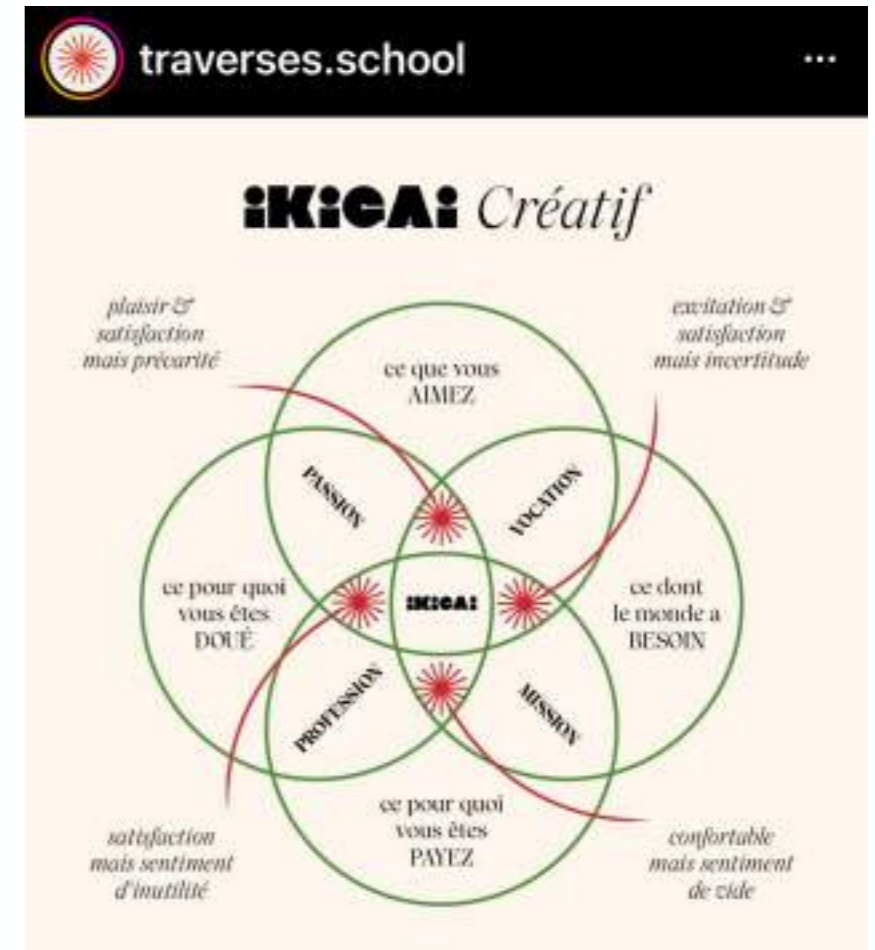 traverses.school
iKiGAi Créatif
plaisir &
satisfaction
mais précarité
excitation &
satisfaction
mais incertitude
ce que vous
AIMEZ
PASSION
VOCATION
ce pour quoi
vous êtes
DOUÉ
iKiGAi
ce dont
le monde a
BESOIN
PROFESSION
MISSION
ce pour quoi
vous êtes
PAYEZ
satisfaction
mais sentiment
d'inutilité
confortable
mais sentiment
de vide